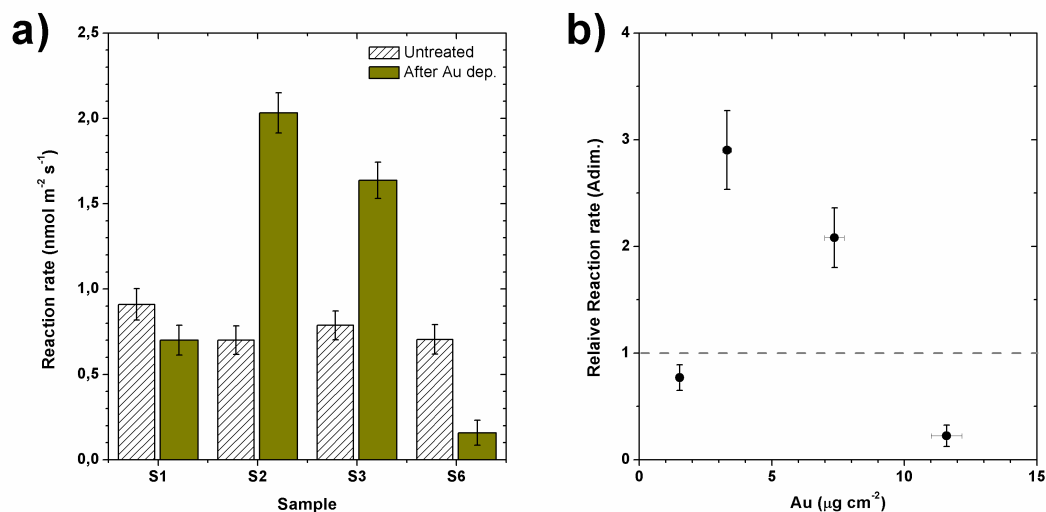 a)
2,5
2,0
1,5
1,0
0,5
0,0
Reaction rate (nmol m⁻² s⁻¹)
Untreated
After Au dep.
S1 S2 S3 S6
Sample
b)
4
3
2
1
0
Relaive Reaction rate (Adim.)
0 5 10 15
Au (µg cm⁻²)